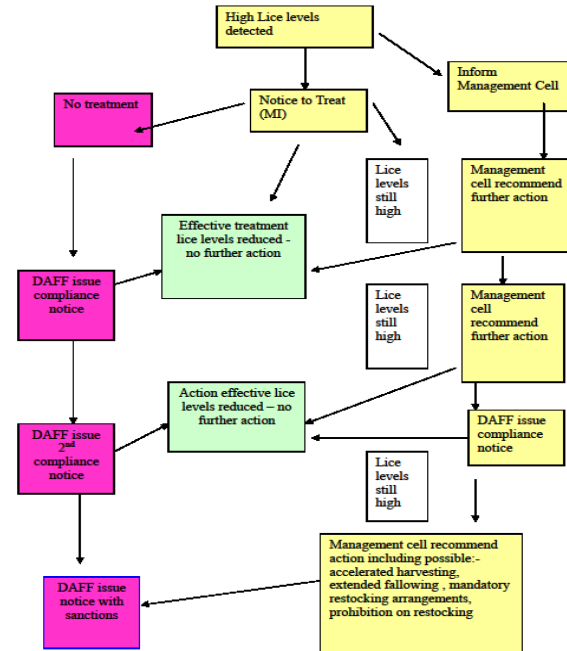 High Lice levels
detected
Inform
Management Cell
No treatment
Notice to Treat
(MI)
Lice
levels
still
high
Management
cell recommend
further action
Effective treatment
lice levels reduced -
no further action
DAFF issue
compliance
notice
Lice
levels
still
high
Management
cell
recommend
further action
Action effective lice
levels reduced – no
further action
DAFF issue
compliance
notice
DAFF issue
2nd
compliance
notice
Lice
levels
still
high
Management cell recommend
action including possible:-
accelerated harvesting,
extended fallowing , mandatory
restocking arrangements,
prohibition on restocking
DAFF issue
notice with
sanctions